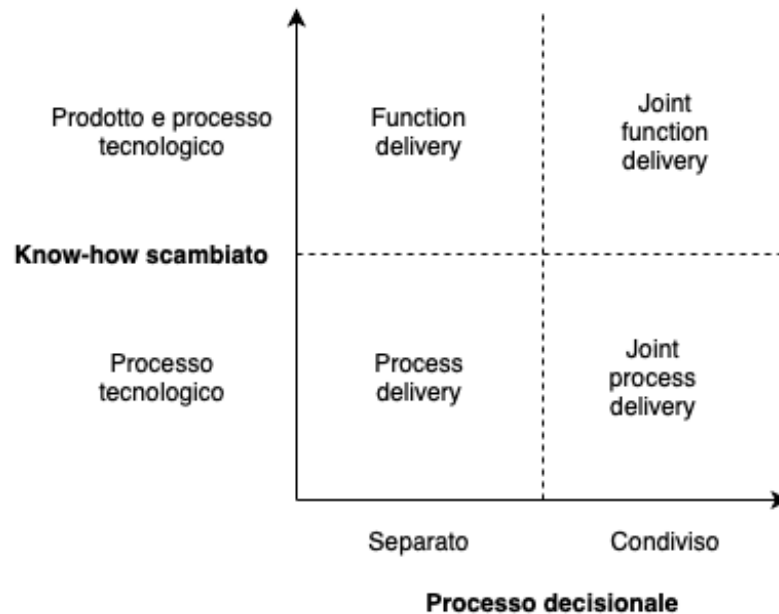 Prodotto e processo
tecnologico
Function
delivery
Joint
function
delivery
Know-how scambiato
Processo
tecnologico
Process
delivery
Joint
process
delivery
Separato
Condiviso
Processo decisionale